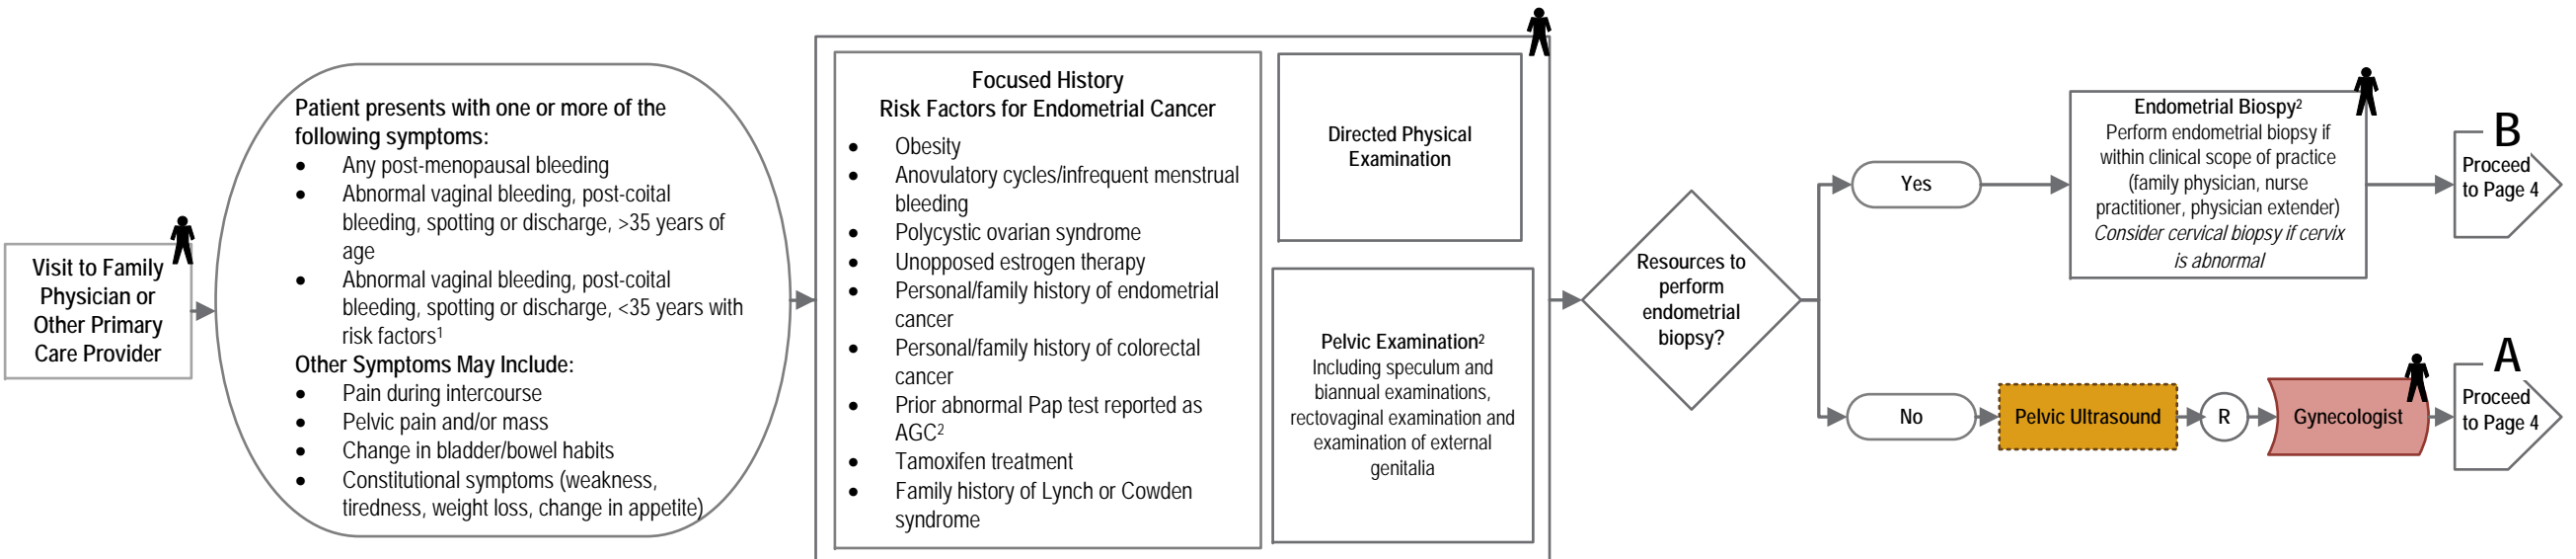 Visit to Family
Physician or
Other Primary
Care Provider
Patient presents with one or more of the
following symptoms:
• Any post-menopausal bleeding
• Abnormal vaginal bleeding, post-coital
bleeding, spotting or discharge, >35 years of
age
• Abnormal vaginal bleeding, post-coital
bleeding, spotting or discharge, <35 years with
risk factors¹
Other Symptoms May Include:
• Pain during intercourse
• Pelvic pain and/or mass
• Change in bladder/bowel habits
• Constitutional symptoms (weakness,
tiredness, weight loss, change in appetite)
Focused History
Risk Factors for Endometrial Cancer
• Obesity
• Anovulatory cycles/infrequent menstrual
bleeding
• Polycystic ovarian syndrome
• Unopposed estrogen therapy
• Personal/family history of endometrial
cancer
• Personal/family history of colorectal
cancer
• Prior abnormal Pap test reported as
AGC²
• Tamoxifen treatment
• Family history of Lynch or Cowden
syndrome
Directed Physical
Examination
Pelvic Examination²
Including speculum and
biannual examinations,
rectovaginal examination and
examination of external
genitalia
Resources to
perform
endometrial
biopsy?
Yes
Endometrial Biospy²
Perform endometrial biopsy if
within clinical scope of practice
(family physician, nurse
practitioner, physician extender)
Consider cervical biopsy if cervix
is abnormal
B
Proceed
to Page 4
No
Pelvic Ultrasound
R
Gynecologist
A
Proceed
to Page 4